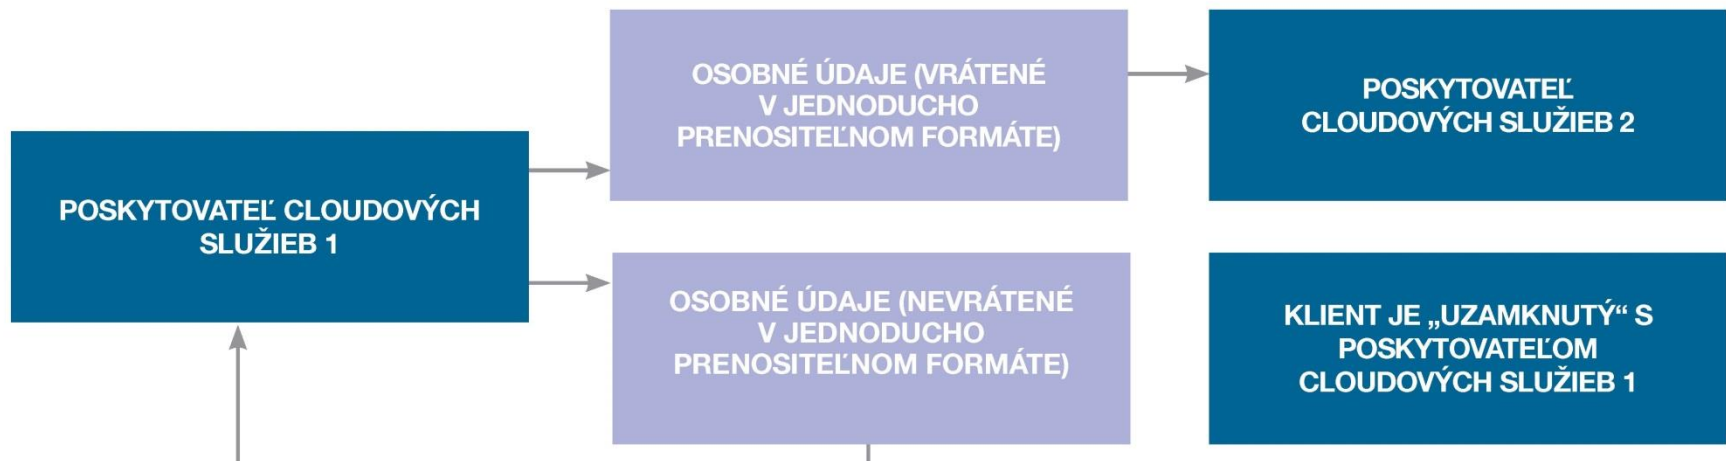 OSOBNÉ ÚDAJE (VRÁTENÉ
V JEDNODUCHO
PRENOSITEĽNOM FORMÁTE)
POSKYTOVATEĽ
CLOUDOVÝCH SLUŽIEB 2
POSKYTOVATEĽ CLOUDOVÝCH
SLUŽIEB 1
OSOBNÉ ÚDAJE (NEVRÁTENÉ
V JEDNODUCHO
PRENOSITEĽNOM FORMÁTE)
KLIENT JE „UZAMKNUTÝ“ S
POSKYTOVATEĽOM
CLOUDOVÝCH SLUŽIEB 1